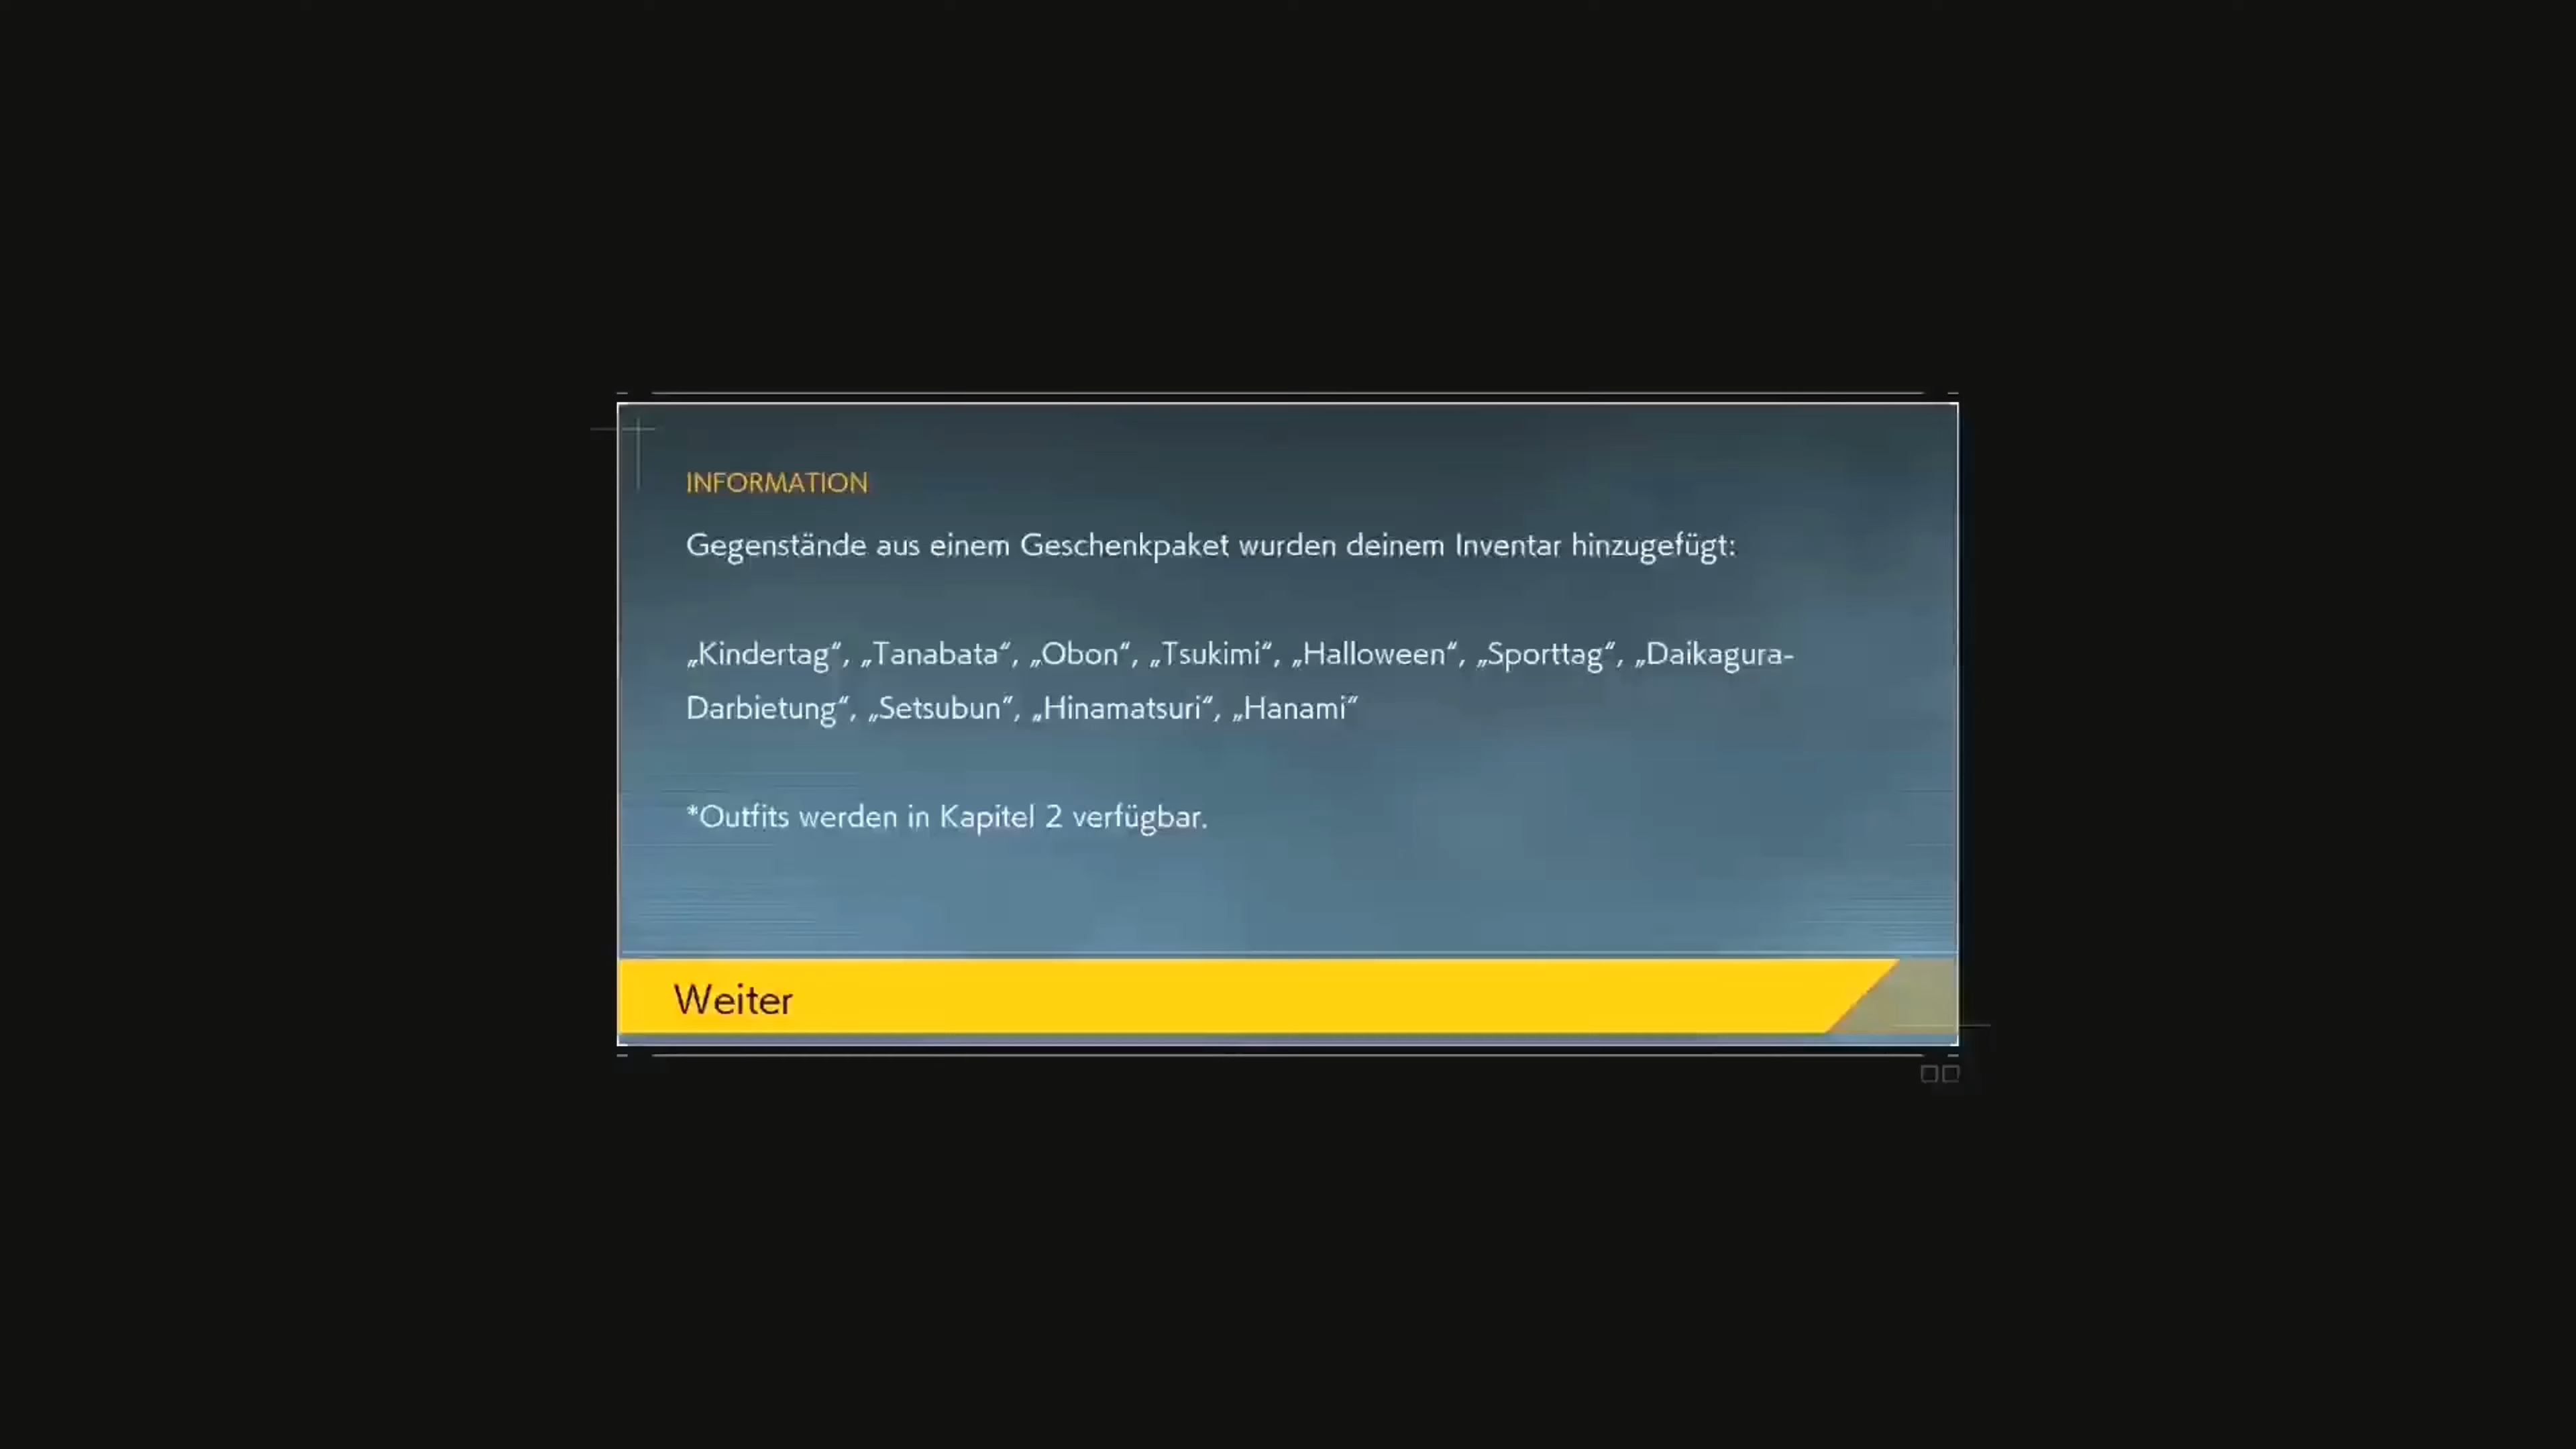 INFORMATION
Gegenstände aus einem Geschenkpaket wurden deinem Inventar hinzugefügt:
„Kindertag“, „Tanabata“, „Obon“, „Tsukimi“, „Halloween“, „Sporttag“, „Daikagura-
Darbietung“, „Setsubun“, „Hinamatsuri“, „Hanami“
*Outfits werden in Kapitel 2 verfügbar.
Weiter